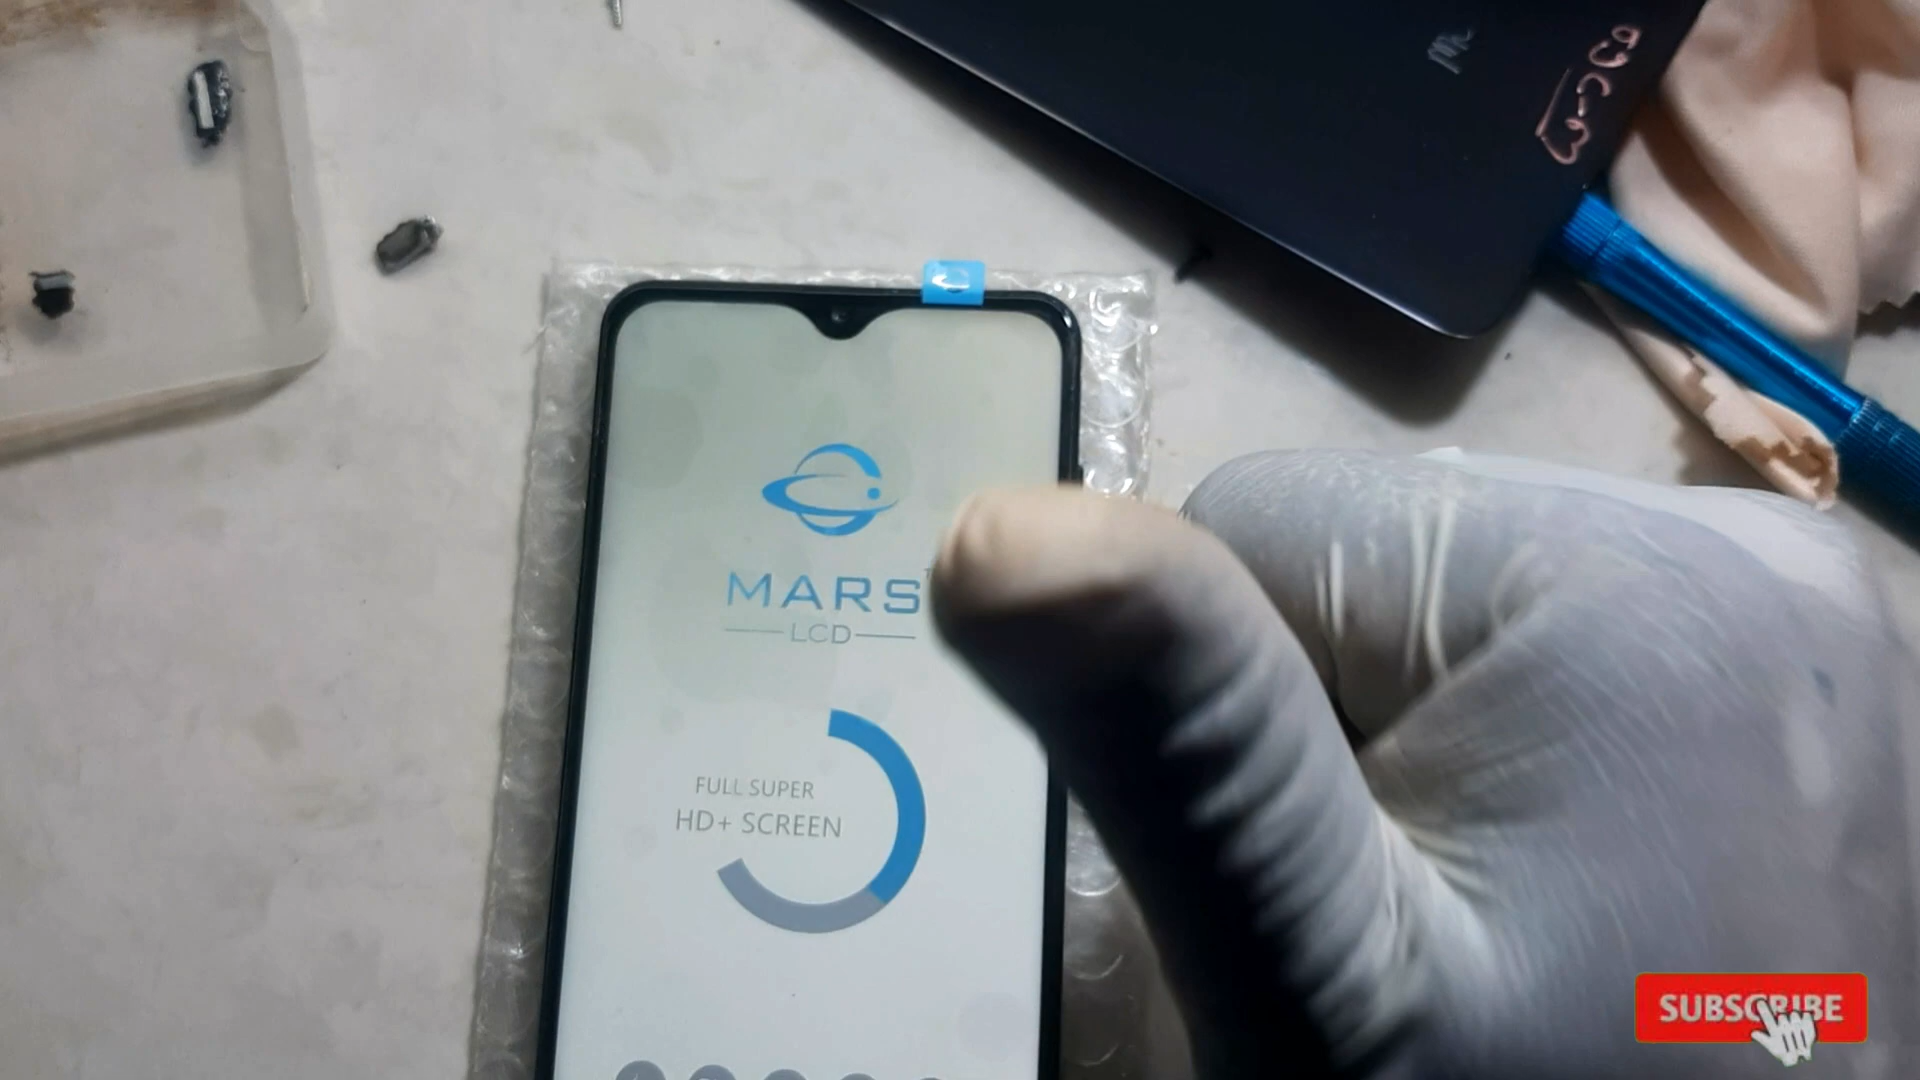 MARS
LCD
FULL SUPER
HD+ SCREEN
SUBSCRIBE